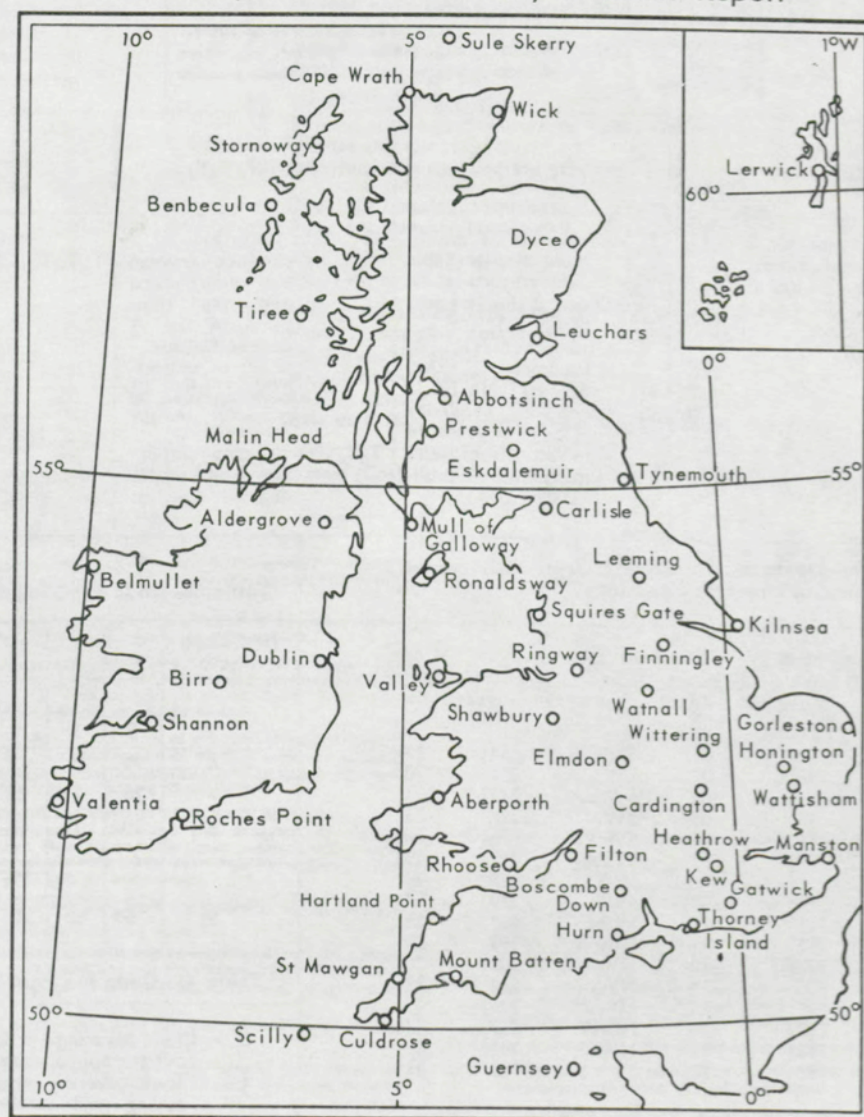 10°
5°
Sule Skerry
1°W
Cape Wrath
Wick
Stornoway
Lerwick
60°
Benbecula
Dyce
Tiree
Leuchars
0°
Abbotsinch
Prestwick
Malin Head
Eskdalemuir
55°
Tynemouth
55°
Aldergrove
Carlisle
Mull of
Galloway
Belmullet
Ronaldsway
Leeming
Squires Gate
Kilnsea
Dublin
Ringway
Finningley
Birr
Valley
Shannon
Shawbury
Watnall
Gorleston
Wittering
Honington
Elmdon
Valentia
Aberporth
Cardington
Wattisham
Roches Point
Rhoose
Filton
Heathrow
Manston
Kew
Boscombe
Down
Gatwick
Hartland Point
Hurn
Thorney
Island
St Mawgan
Mount Batten
50°
50°
Scilly
Culdrose
Guernsey
10°
5°
0°